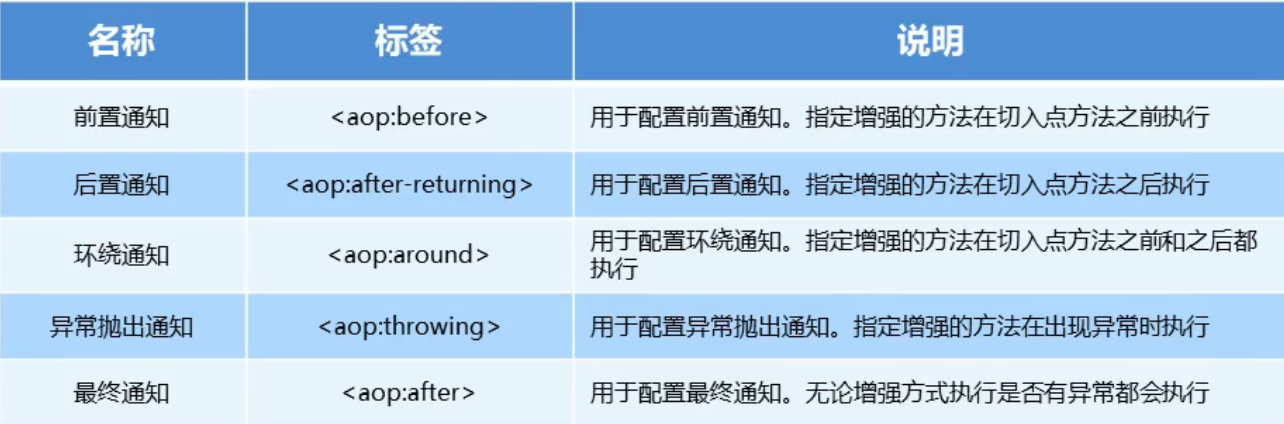 名称 标签 说明
前置通知 <aop:before> 用于配置前置通知。指定增强的方法在切入点方法之前执行
后置通知 <aop:after-returning> 用于配置后置通知。指定增强的方法在切入点方法之后执行
环绕通知 <aop:around> 用于配置环绕通知。指定增强的方法在切入点方法之前和之后都
执行
异常抛出通知 <aop:throwing> 用于配置异常抛出通知。指定增强的方法在出现异常时执行
最终通知 <aop:after> 用于配置最终通知。无论增强方式执行是否有异常都会执行